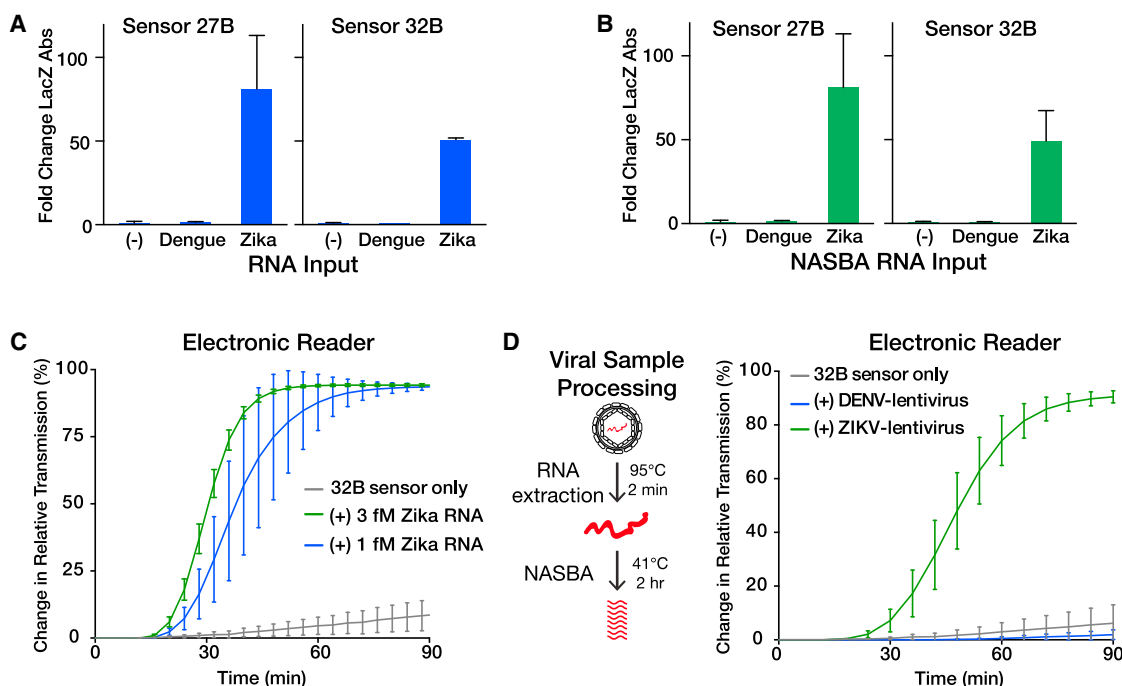 A
Sensor 27B
Sensor 32B
Fold Change LacZ Abs
100
50
0
(-)
Dengue
Zika
(-)
Dengue
Zika
RNA Input
B
Sensor 27B
Sensor 32B
Fold Change LacZ Abs
100
50
0
(-)
Dengue
Zika
(-)
Dengue
Zika
NASBA RNA Input
C
Electronic Reader
Change in Relative Transmission (%)
100
75
50
25
0
32B sensor only
(+) 3 fM Zika RNA
(+) 1 fM Zika RNA
0
30
60
90
Time (min)
D
Viral Sample
Processing
RNA
extraction
95°C
2 min
NASBA
41°C
2 hr
Electronic Reader
Change in Relative Transmission (%)
100
80
60
40
20
0
32B sensor only
(+) DENV-lentivirus
(+) ZIKV-lentivirus
0
30
60
90
Time (min)